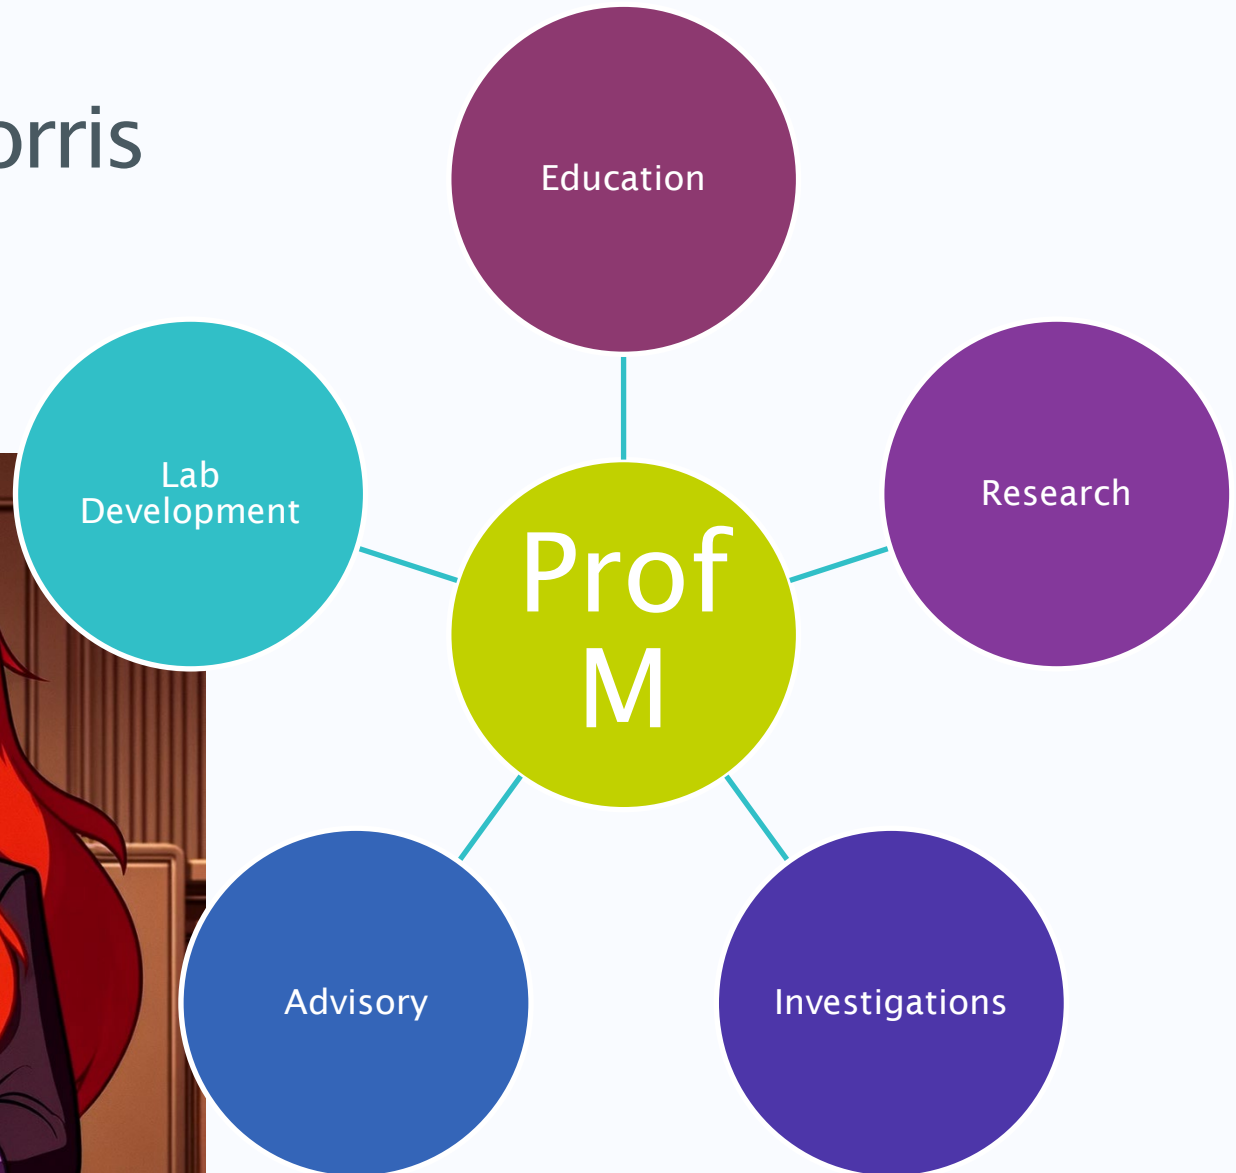 orris
Education
Lab
Development
Research
Prof
M
Advisory
Investigations